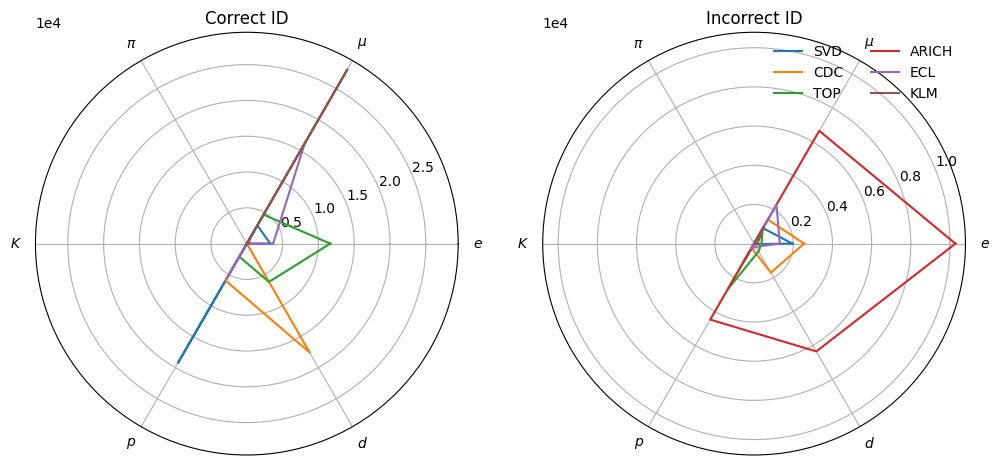 Correct ID
1e4
π
μ
K
e
p
d
0.5
1.0
1.5
2.0
2.5
Incorrect ID
1e4
π
μ
K
e
p
d
0.2
0.4
0.6
0.8
1.0
SVD
CDC
TOP
ARICH
ECL
KLM